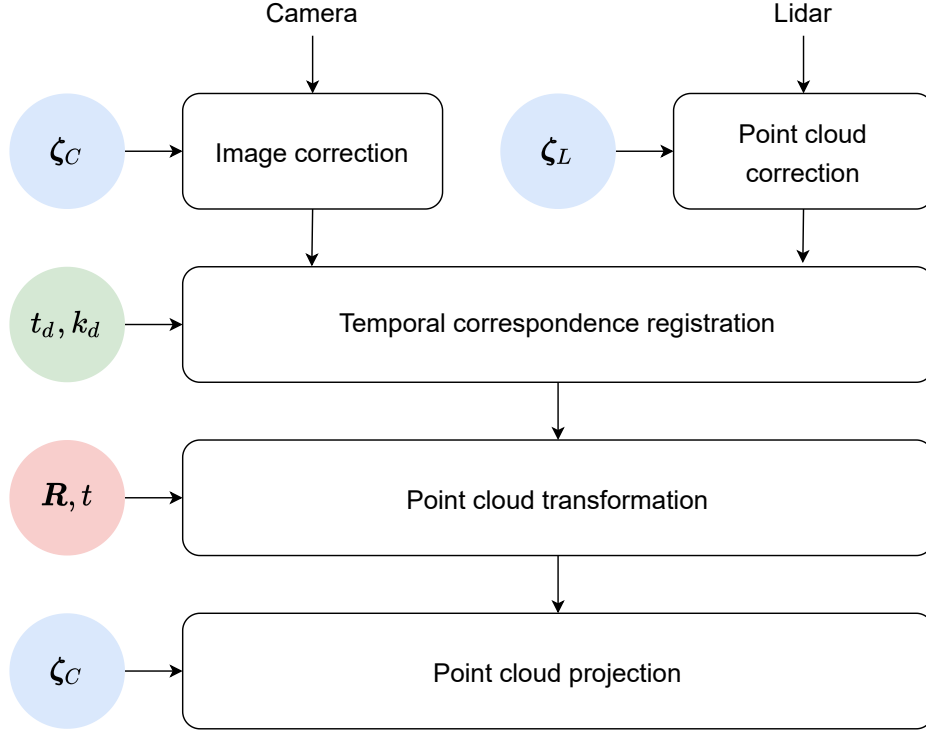 Camera
Lidar
ζ_C
Image correction
ζ_L
Point cloud
correction
t_d, k_d
Temporal correspondence registration
R, t
Point cloud transformation
ζ_C
Point cloud projection